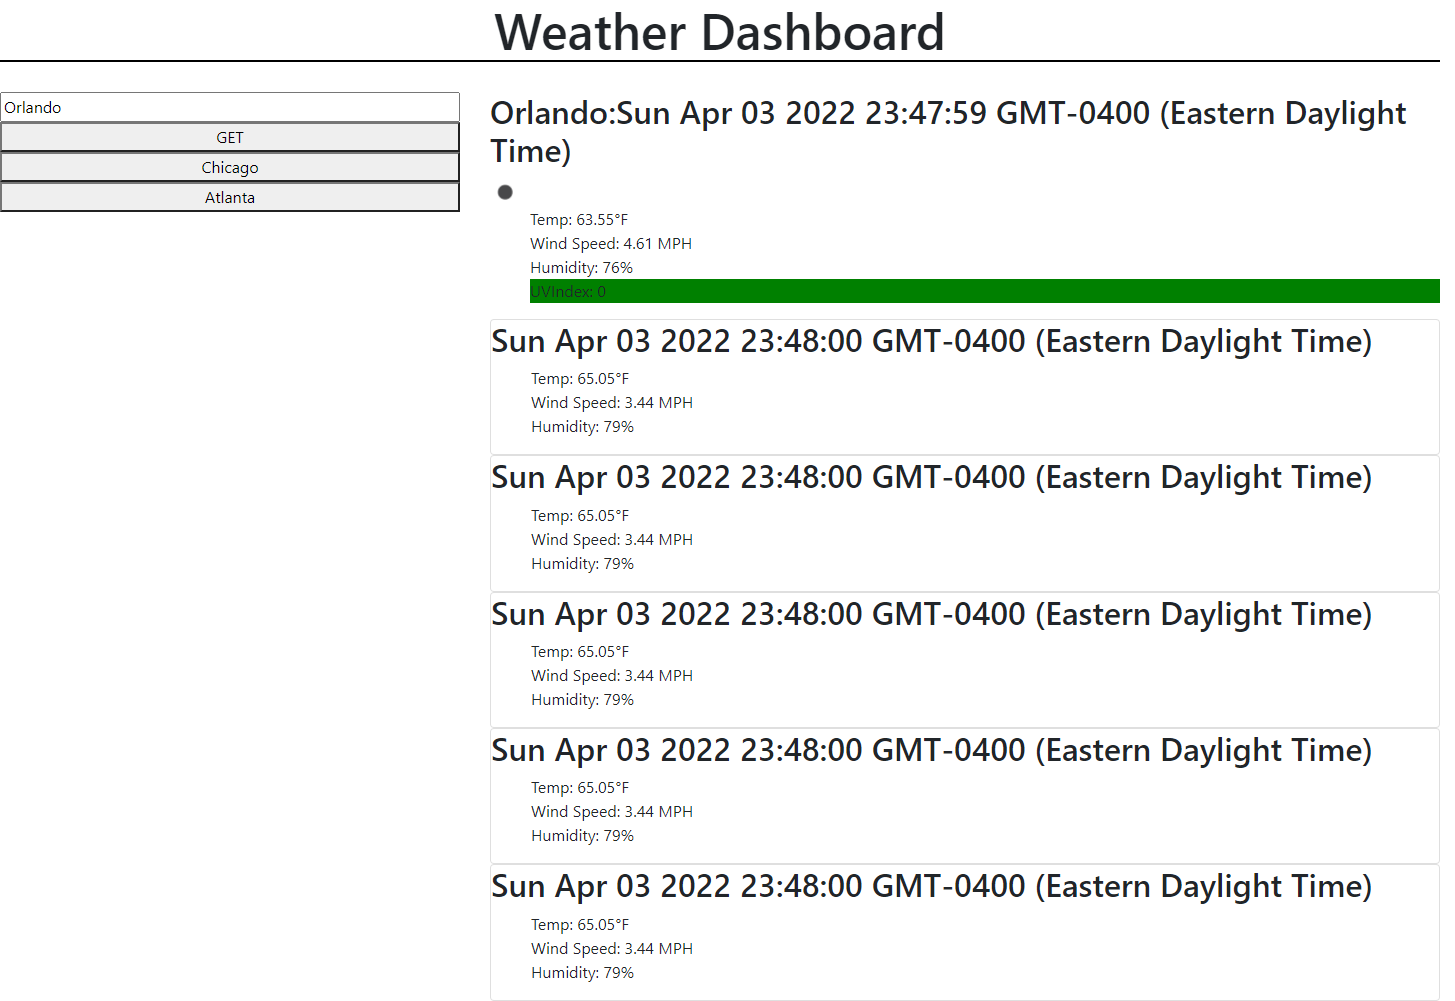 Weather Dashboard
Orlando
GET
Chicago
Atlanta
Orlando:Sun Apr 03 2022 23:47:59 GMT-0400 (Eastern Daylight
Time)
Temp: 63.55°F
Wind Speed: 4.61 MPH
Humidity: 76%
UVIndex: 0
Sun Apr 03 2022 23:48:00 GMT-0400 (Eastern Daylight Time)
Temp: 65.05°F
Wind Speed: 3.44 MPH
Humidity: 79%
Sun Apr 03 2022 23:48:00 GMT-0400 (Eastern Daylight Time)
Temp: 65.05°F
Wind Speed: 3.44 MPH
Humidity: 79%
Sun Apr 03 2022 23:48:00 GMT-0400 (Eastern Daylight Time)
Temp: 65.05°F
Wind Speed: 3.44 MPH
Humidity: 79%
Sun Apr 03 2022 23:48:00 GMT-0400 (Eastern Daylight Time)
Temp: 65.05°F
Wind Speed: 3.44 MPH
Humidity: 79%
Sun Apr 03 2022 23:48:00 GMT-0400 (Eastern Daylight Time)
Temp: 65.05°F
Wind Speed: 3.44 MPH
Humidity: 79%